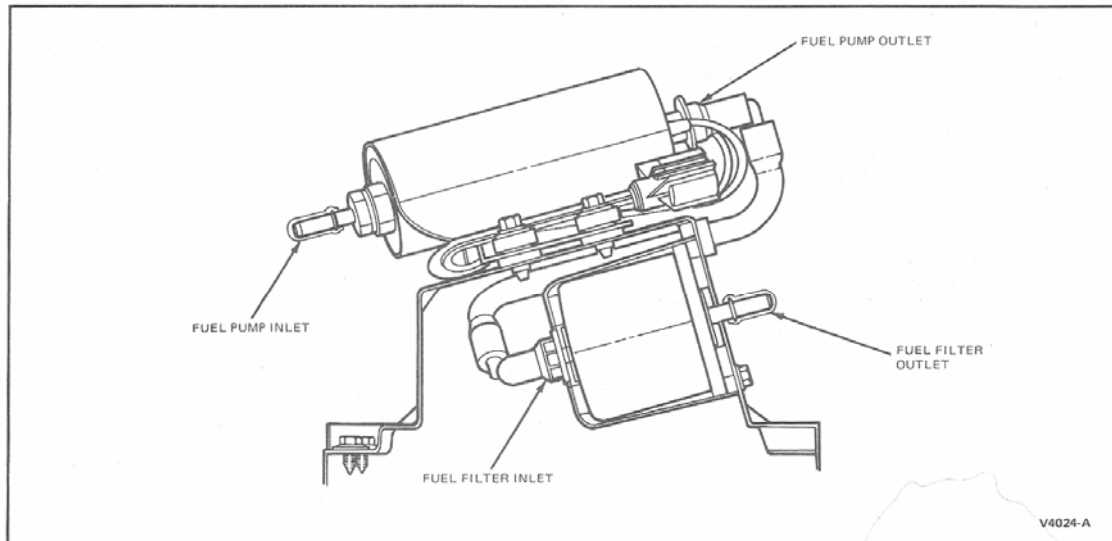 FUEL PUMP OUTLET
FUEL PUMP INLET
FUEL FILTER
OUTLET
FUEL FILTER INLET
V4024-A